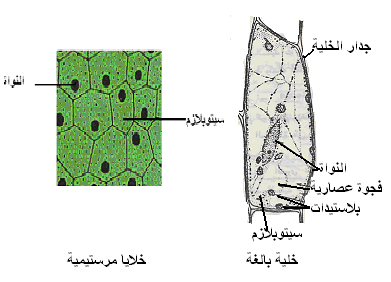 جدار الخلية
النواة
سيتوبلازم
النواة
فجوة عصارية
بلاستيدات
سيتوبلازم
خلية بالغة
خلايا مرستيمية